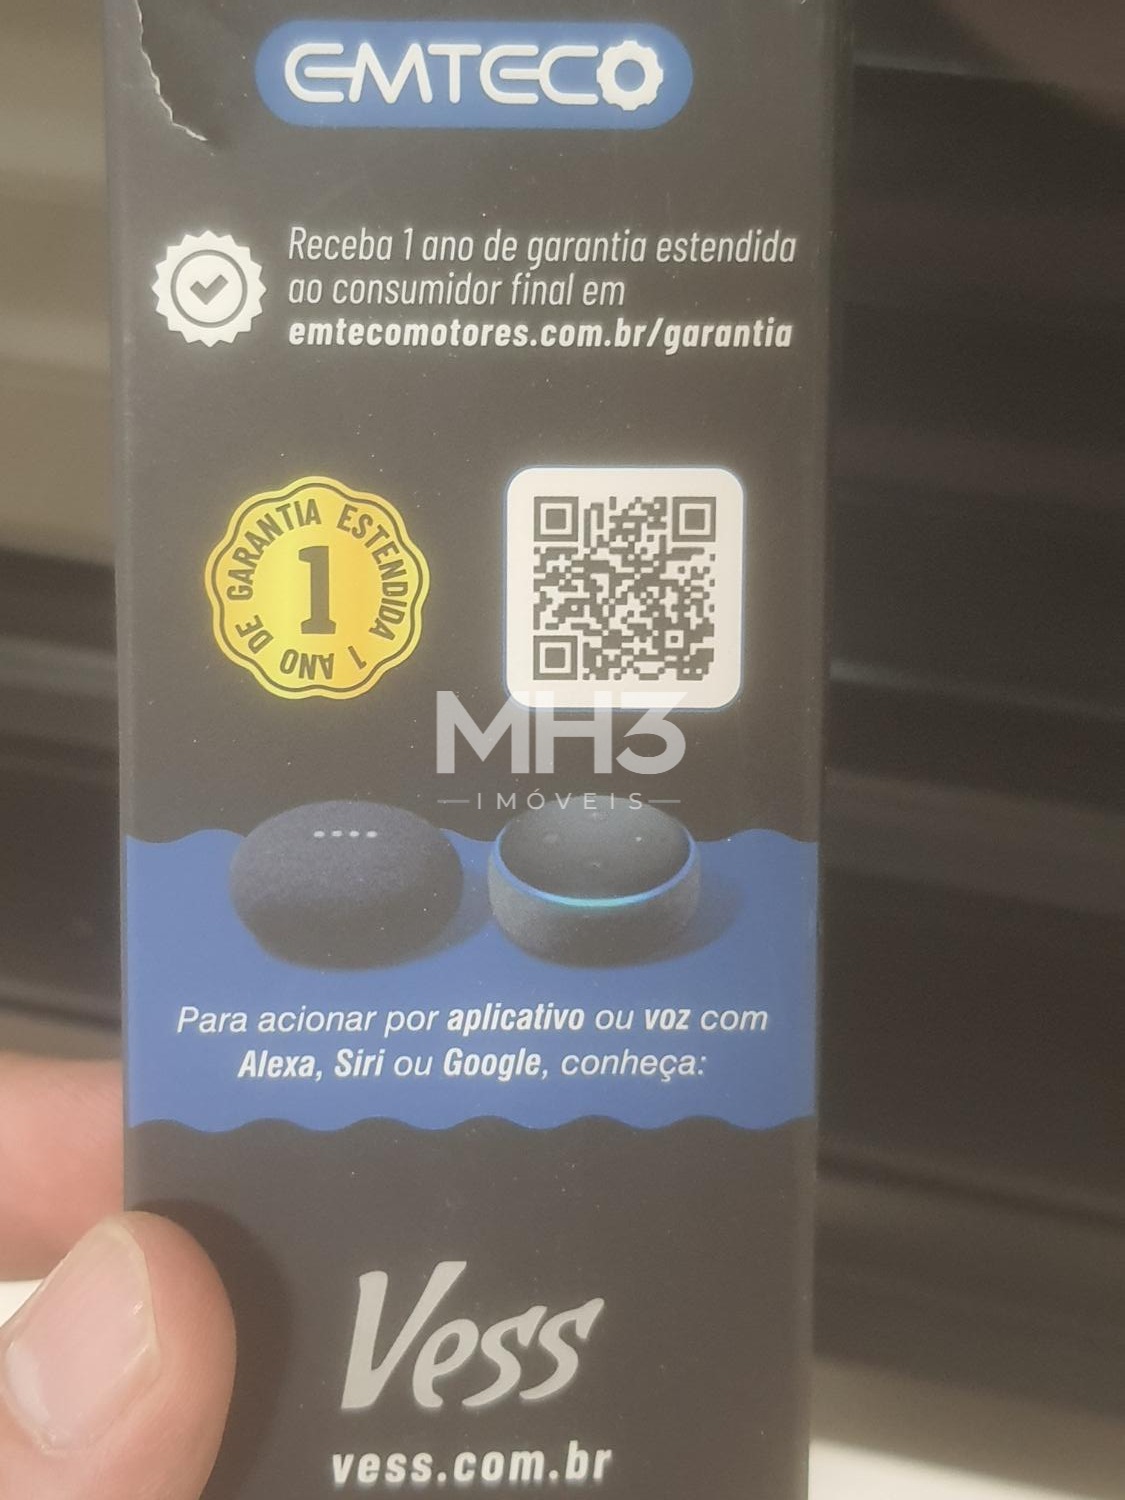 EMTECO
Receba 1 ano de garantia estendida
ao consumidor final em
emtecomotores.com.br/garantia
1 ANO DE GARANTIA ESTENDIDA
1
MH3
IMÓVEIS
Para acionar por aplicativo ou voz com
Alexa, Siri ou Google, conheça:
Vess
vess.com.br